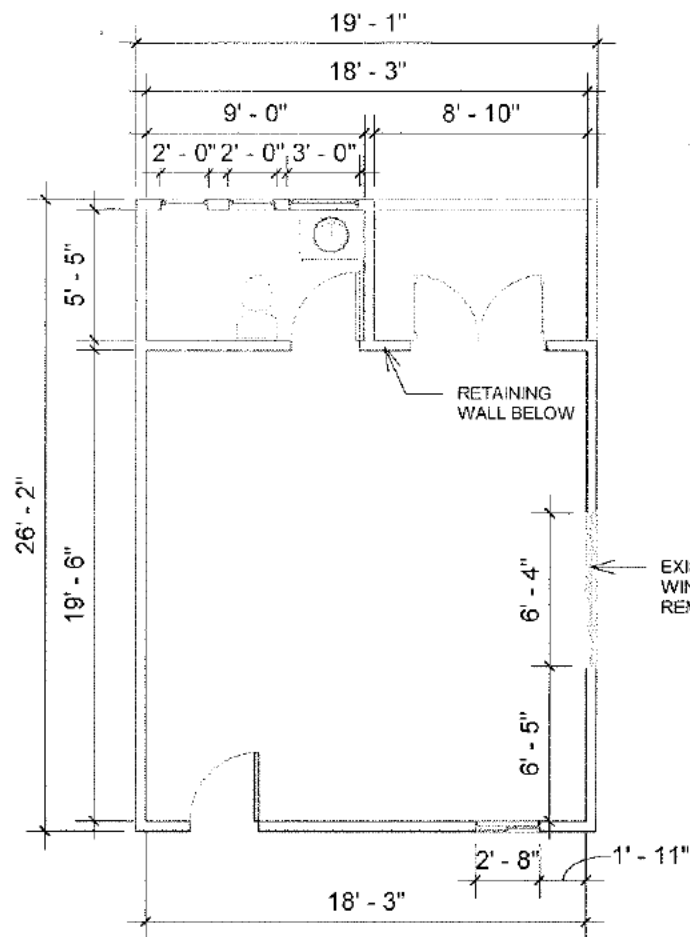 19' - 1"
18' - 3"
9' - 0"
8' - 10"
2' - 0"
2' - 0"
3' - 0"
5' - 5"
RETAINING
WALL BELOW
26' - 2"
19' - 6"
6' - 4"
6' - 5"
2' - 8"
1' - 11"
18' - 3"